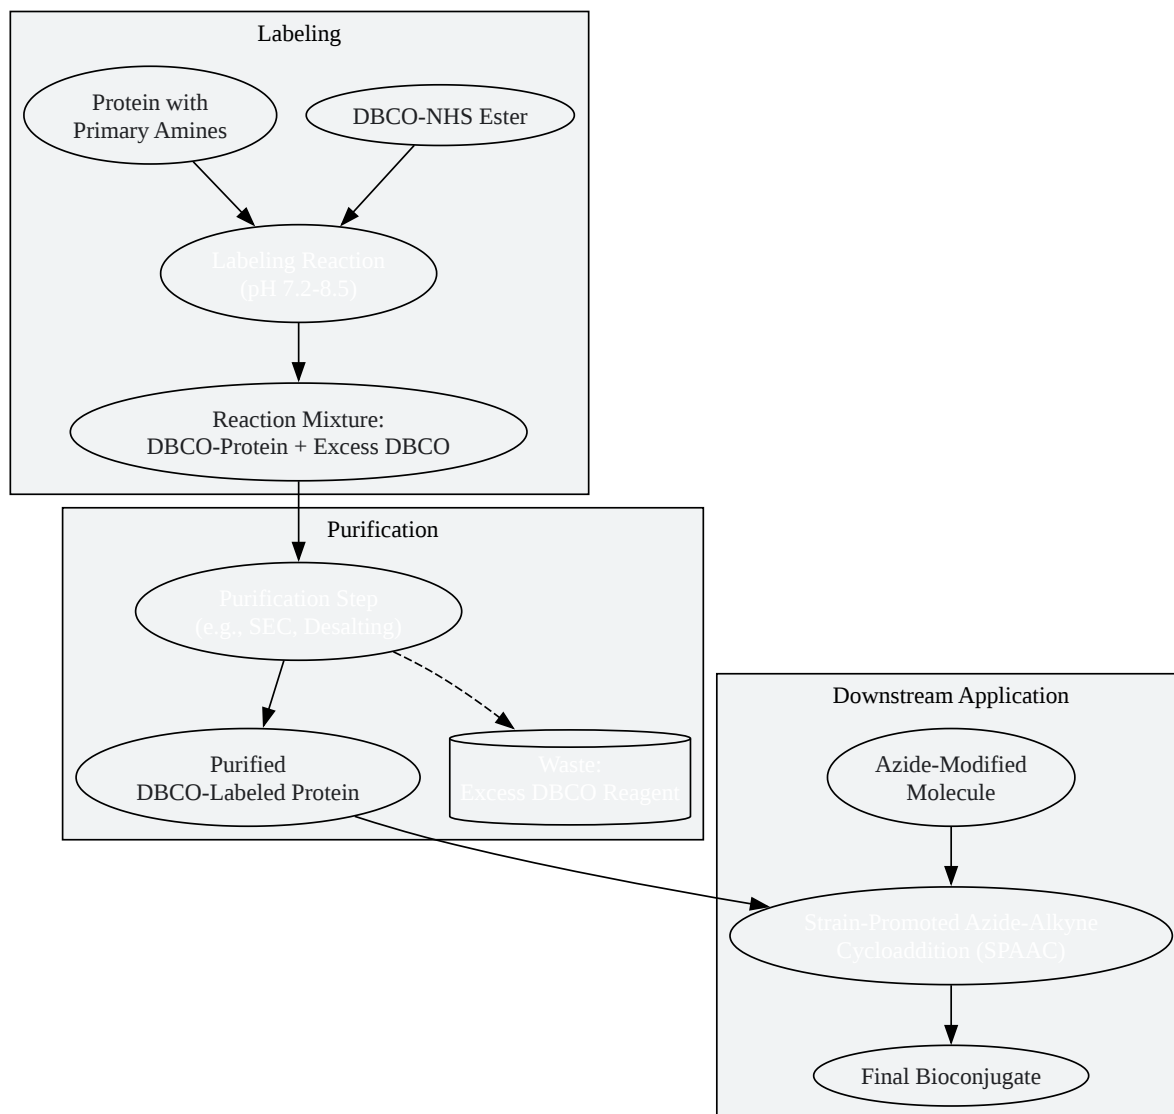 Labeling
Protein with
Primary Amines
DBCO-NHS Ester
Labeling Reaction
(pH 7.2-8.5)
Reaction Mixture:
DBCO-Protein + Excess DBCO
Purification
Purification Step
(e.g., SEC, Desalting)
Purified
DBCO-Labeled Protein
Waste:
Excess DBCO Reagent
Downstream Application
Azide-Modified
Molecule
Strain-Promoted Azide-Alkyne
Cycloaddition (SPAAC)
Final Bioconjugate